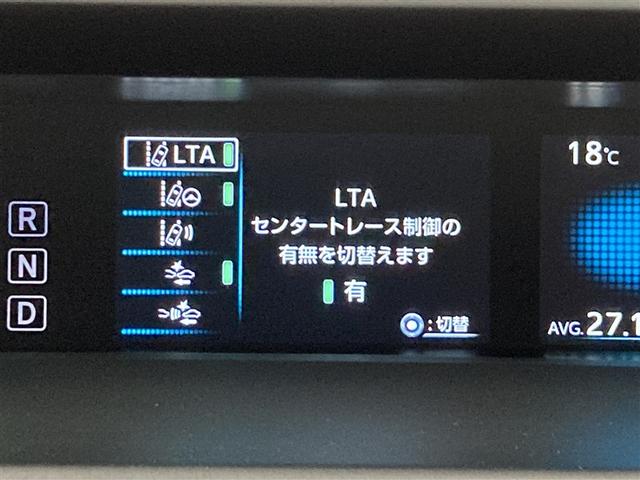 LTA
R
N
D
LTA
センタートレース制御の
有無を切替えます
有
:切替
18℃
AVG.27.1